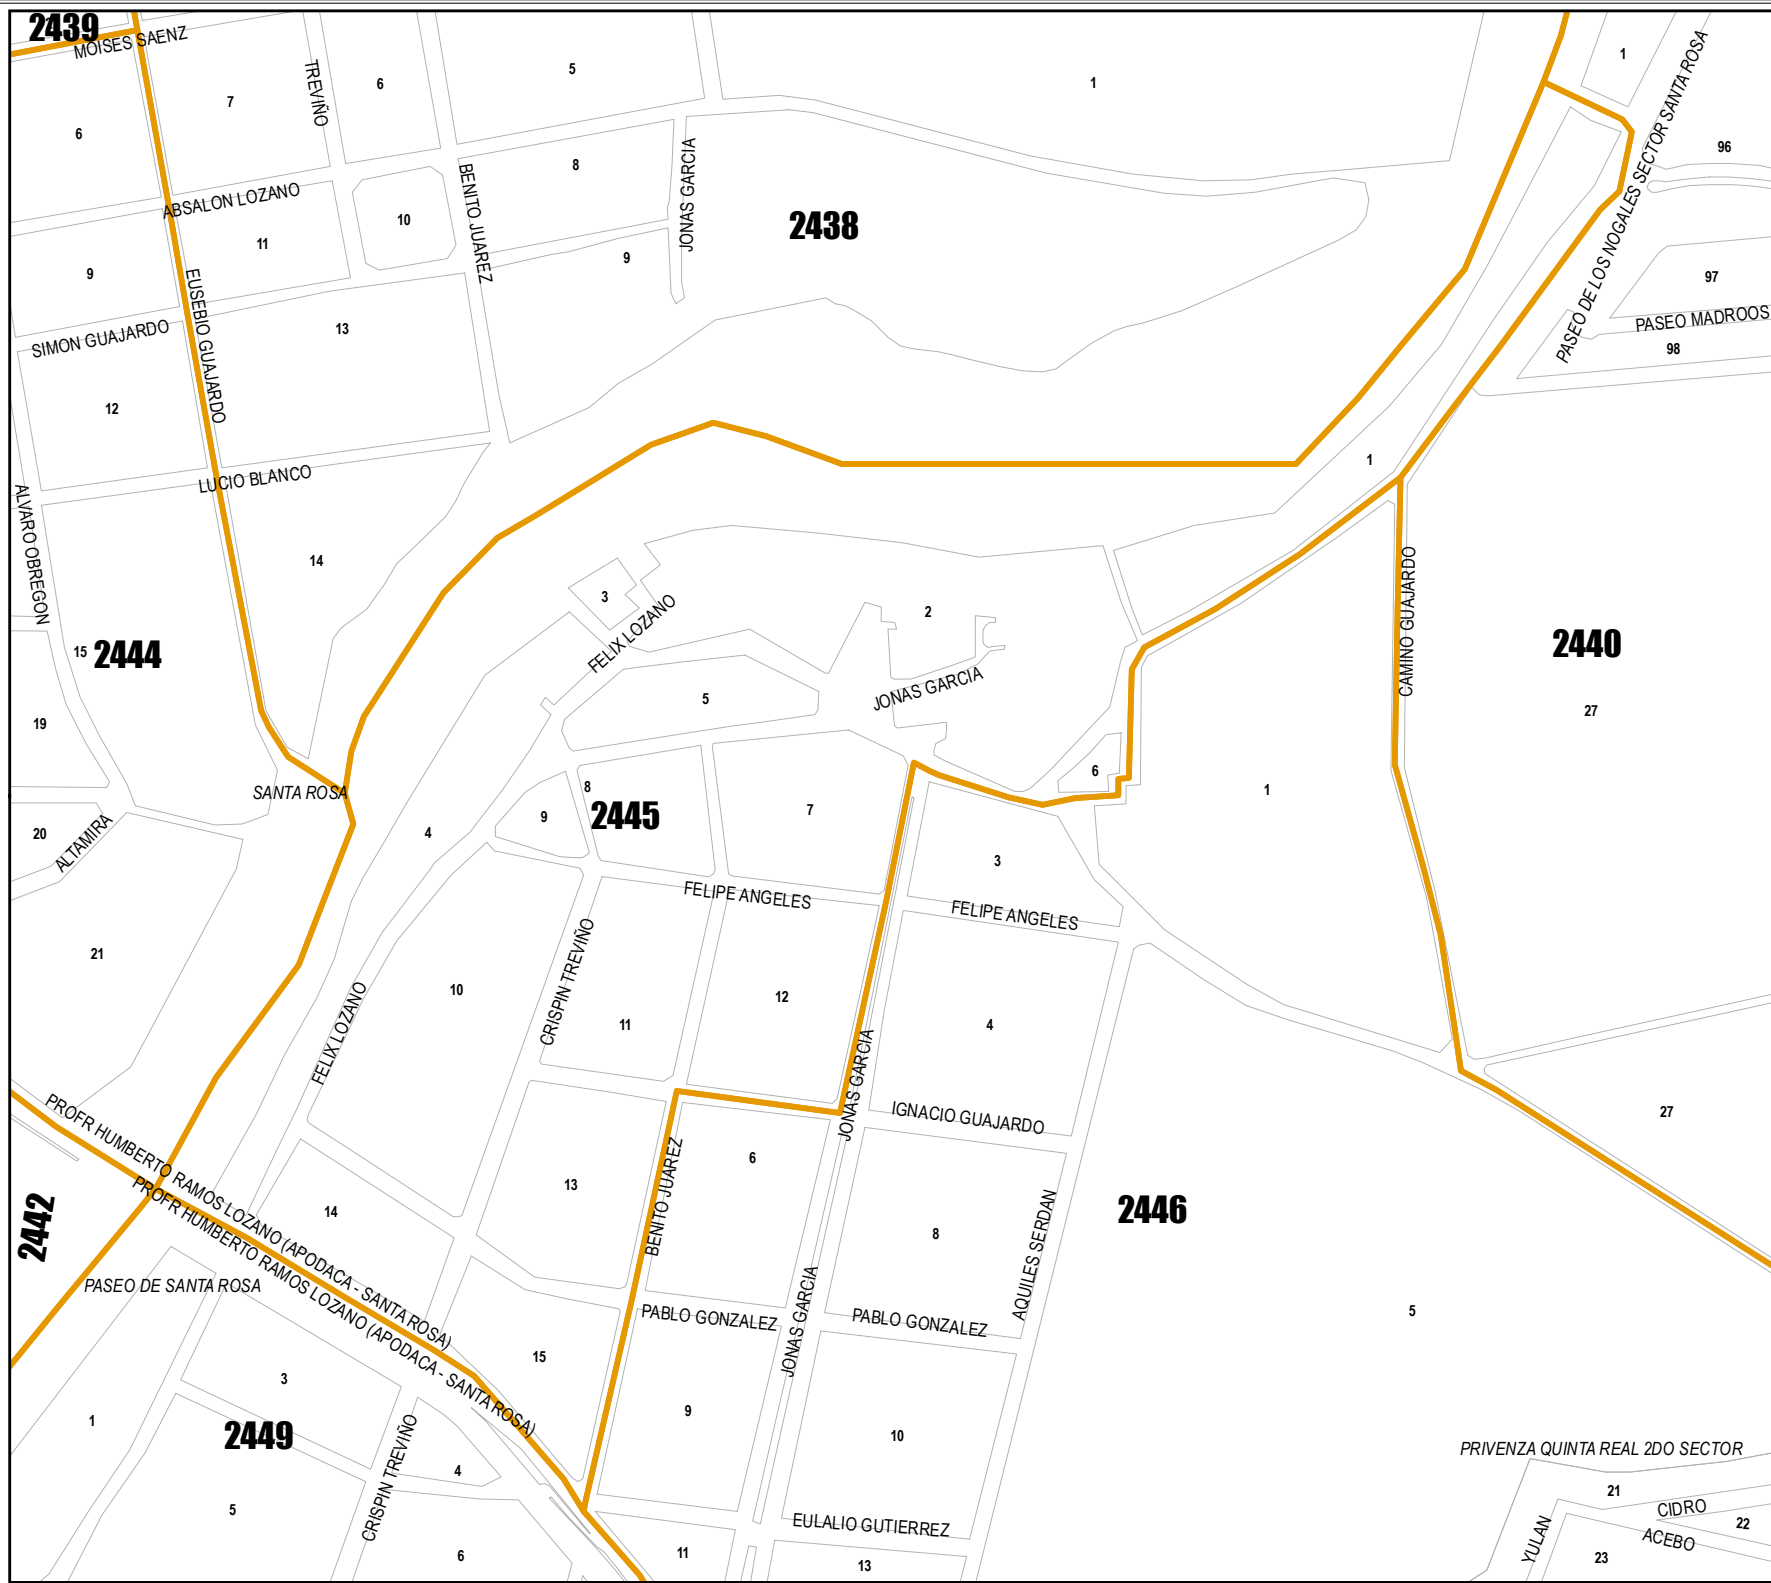 2439
MOISES SAENZ
TREVIÑO
5
6
7
6
1
1
PASEO DE LOS NOGALES SECTOR SANTA ROSA
96
8
JONAS GARCIA
BENITO JUAREZ
ABSALON LOZANO
10
11
9
2438
9
97
EUSEBIO GUAJARDO
SIMON GUAJARDO
13
PASEO MADROOS
98
12
LUCIO BLANCO
1
ALVARO OBREGON
14
3
FELIX LOZANO
2
CAMINO GUAJARDO
15
2444
2440
JONAS GARCIA
5
19
27
SANTA ROSA
8
2445
7
6
1
9
20
ALTAMIRA
4
3
FELIPE ANGELES
FELIPE ANGELES
21
CRISPIN TREVIÑO
10
12
11
4
FELIX LOZANO
JONAS GARCIA
PROFR HUMBERTO RAMOS LOZANO (APODACA - SANTA ROSA)
IGNACIO GUAJARDO
27
6
BENITO JUAREZ
13
PROFR HUMBERTO RAMOS LOZANO (APODACA - SANTA ROSA)
14
2442
2446
8
AQUILES SERDAN
PASEO DE SANTA ROSA
JONAS GARCIA
PABLO GONZALEZ
PABLO GONZALEZ
5
15
3
1
9
2449
10
CRISPIN TREVIÑO
PRIVENZA QUINTA REAL 2DO SECTOR
4
21
5
CIDRO
EULALIO GUTIERREZ
22
YULAN
ACEBO
6
11
13
23